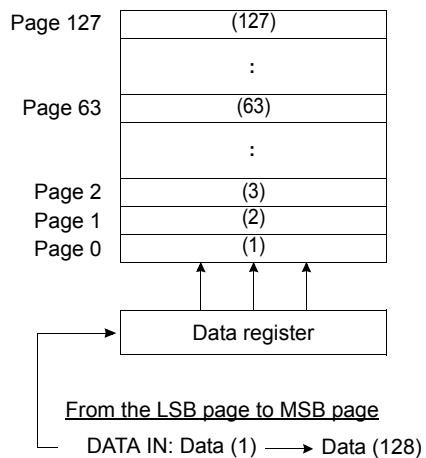 Page 127 (127)
:
Page 63 (63)
:
Page 2 (3)
Page 1 (2)
Page 0 (1)
Data register
From the LSB page to MSB page
DATA IN: Data (1) Data (128)